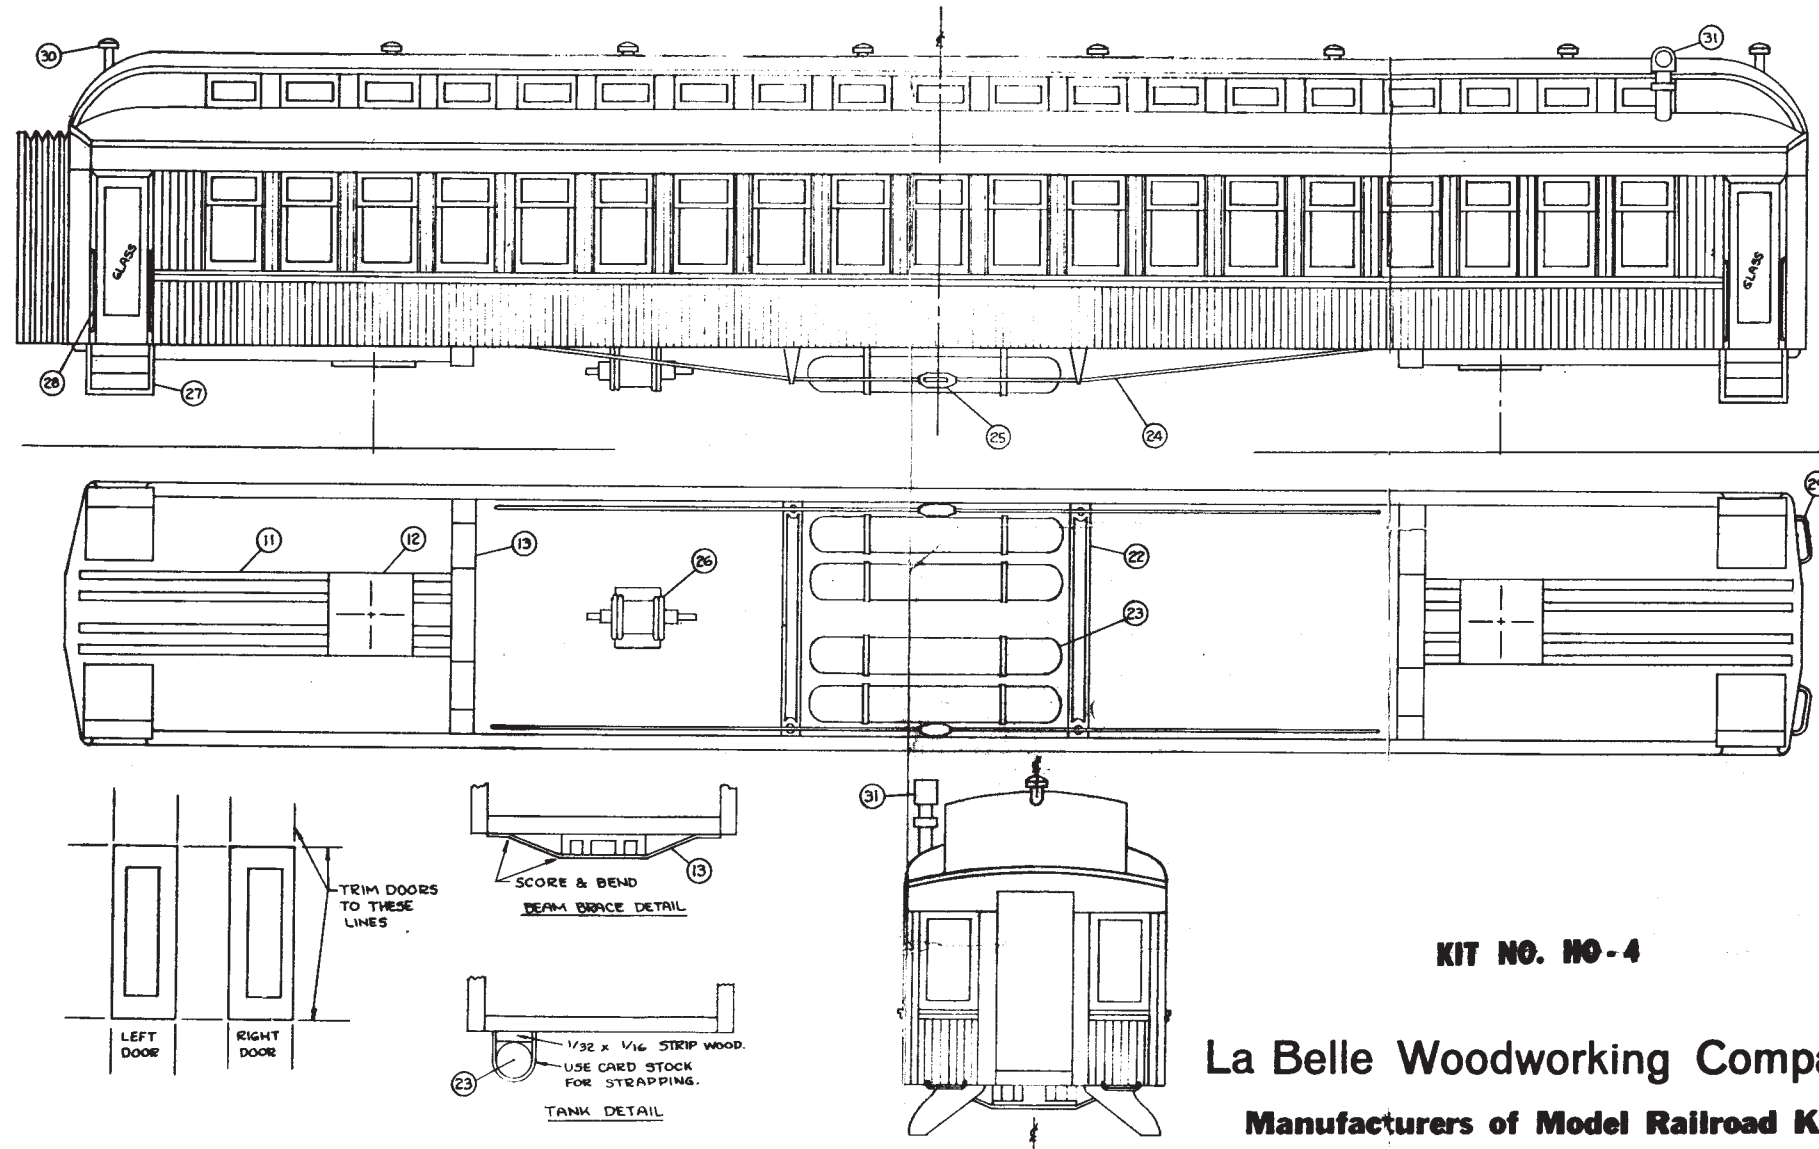 30
31
GLASS
GLASS
28
27
25
24
29
11
12
13
26
22
23
31
13
SCORE & BEND
BEAM BRACE DETAIL
TRIM DOORS
TO THESE
LINES
KIT NO. HO-4
LEFT
DOOR
RIGHT
DOOR
1/32 x 1/16 STRIP WOOD.
USE CARD STOCK
FOR STRAPPING.
23
TANK DETAIL
La Belle Woodworking Compa
Manufacturers of Model Railroad K